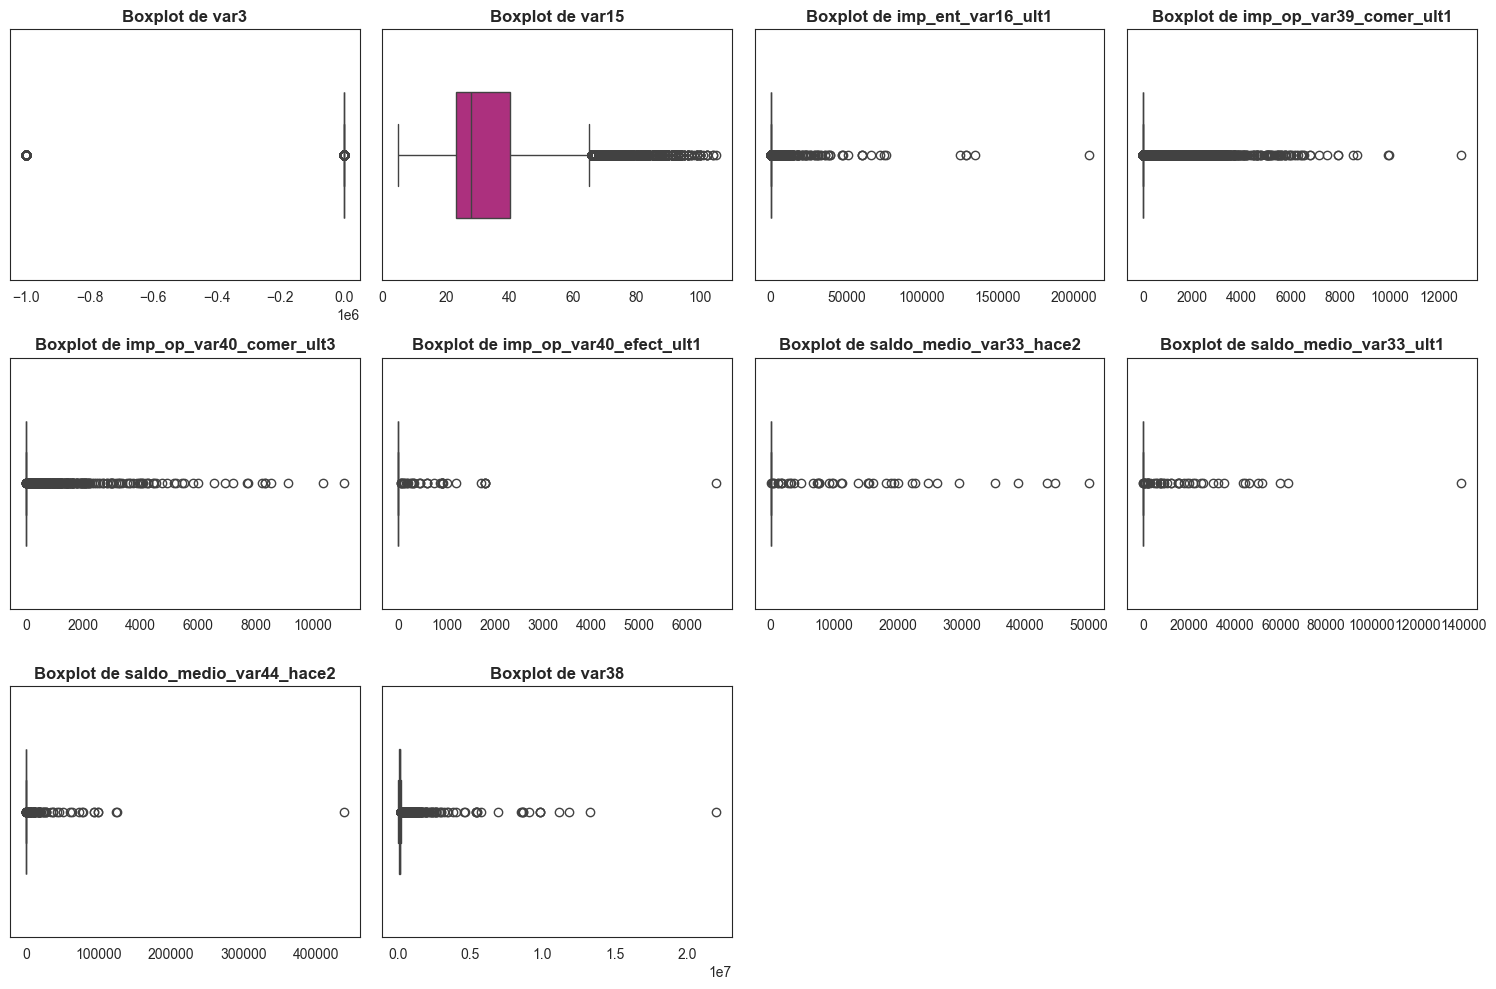 Boxplot de var3
Boxplot de var15
Boxplot de imp_ent_var16_ult1
Boxplot de imp_op_var39_comer_ult1
−1.0 −0.8 −0.6 −0.4 −0.2 0.0
1e6
0 20 40 60 80 100
0 50000 100000 150000 200000
0 2000 4000 6000 8000 10000 12000
Boxplot de imp_op_var40_comer_ult3
Boxplot de imp_op_var40_efect_ult1
Boxplot de saldo_medio_var33_hace2
Boxplot de saldo_medio_var33_ult1
0 2000 4000 6000 8000 10000
0 1000 2000 3000 4000 5000 6000
0 10000 20000 30000 40000 50000
0 20000 40000 60000 80000 100000 120000 140000
Boxplot de saldo_medio_var44_hace2
Boxplot de var38
0 100000 200000 300000 400000
0.0 0.5 1.0 1.5 2.0
1e7